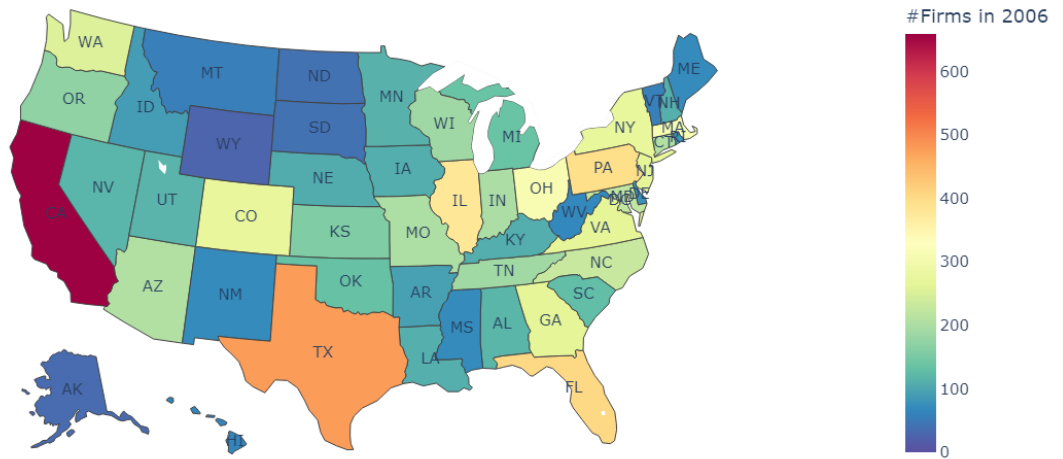 #Firms in 2006
600
500
400
300
200
100
0
WA
ME
MT
ND
MN
VT
NH
OR
ID
WI
NY
MA
SD
MI
CT
RI
WY
PA
NJ
IA
NE
OH
NV
UT
IL
IN
MD
DE
DC
CA
CO
WV
VA
KS
MO
KY
NC
TN
AZ
NM
OK
AR
SC
MS
AL
GA
TX
LA
AK
FL
HI